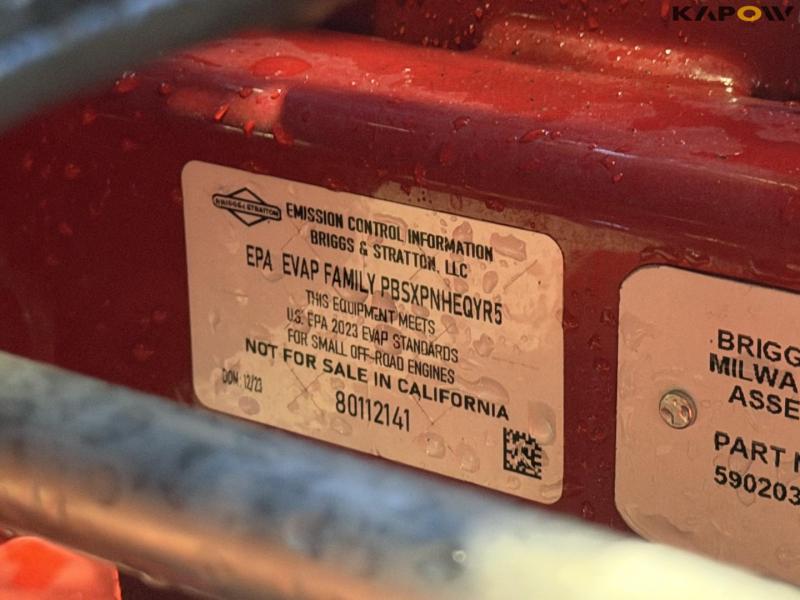 KAPOW
BRIGGS & STRATTON
EMISSION CONTROL INFORMATION
BRIGGS & STRATTON, LLC
EPA EVAP FAMILY PBSXPNHEQYR5
THIS EQUIPMENT MEETS
U.S. EPA 2023 EVAP STANDARDS
FOR SMALL OFF-ROAD ENGINES
NOT FOR SALE IN CALIFORNIA
DOM: 12/23
80112141
BRIGG
MILWA
ASSE
PART N
590203